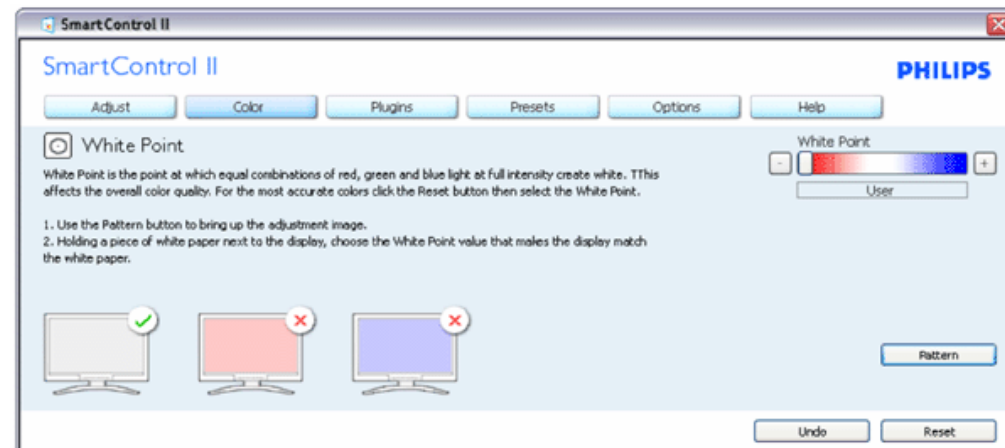 SmartControl II
SmartControl II
PHILIPS
Adjust Color Plugins Presets Options Help
White Point
White Point is the point at which equal combinations of red, green and blue light at full intensity create white. TThis
affects the overall color quality. For the most accurate colors click the Reset button then select the White Point.
1. Use the Pattern button to bring up the adjustment image.
2. Holding a piece of white paper next to the display, choose the White Point value that makes the display match
the white paper.
White Point
- +
User
Pattern
Undo Reset